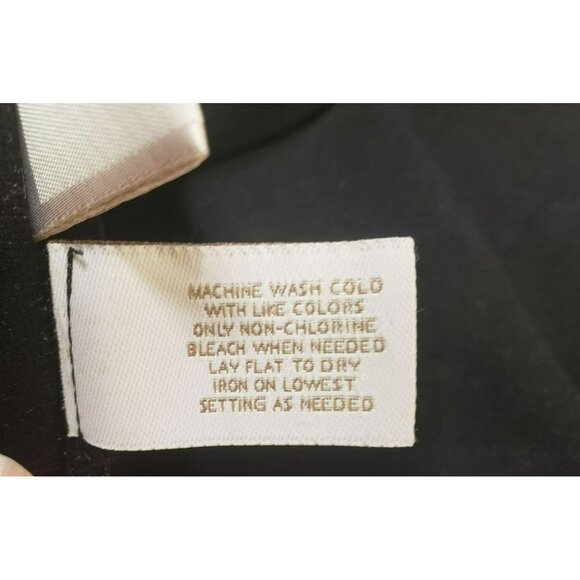 MACHINE WASH COLD
WITH LIKE COLORS
ONLY NON-CHLORINE
BLEACH WHEN NEEDED
LAY FLAT TO DRY
IRON ON LOWEST
SETTING AS NEEDED